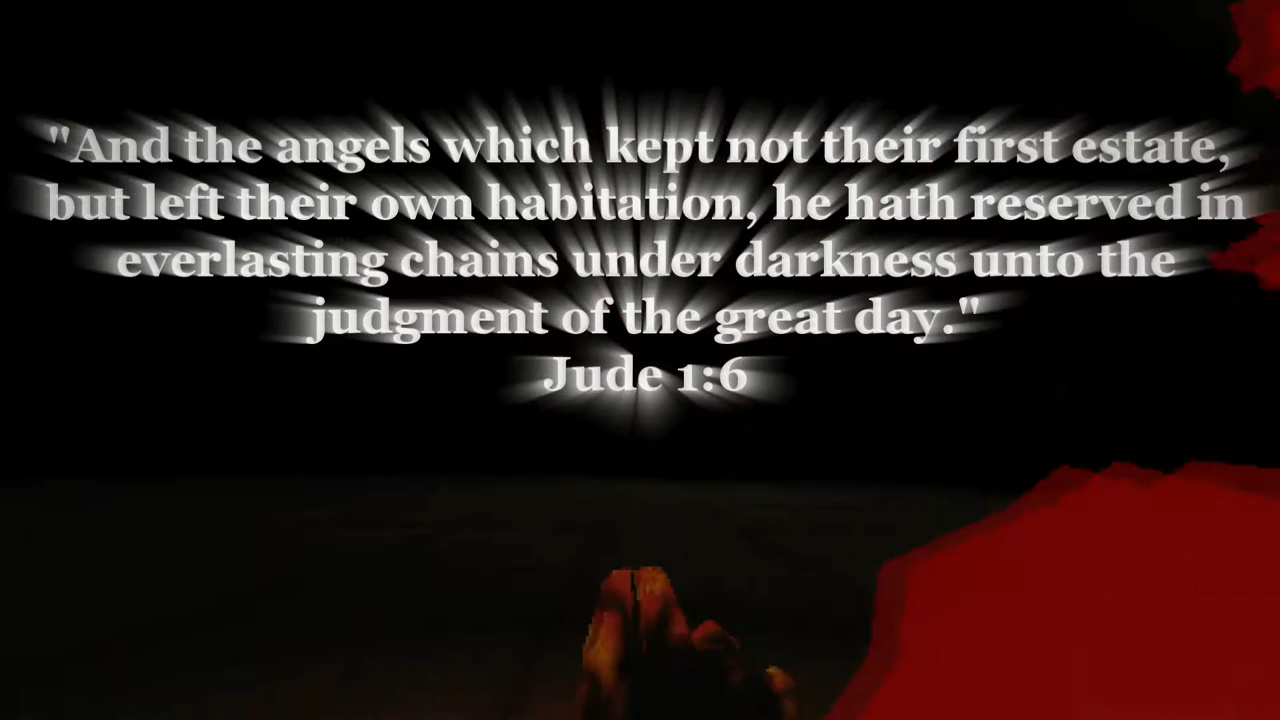 "And the angels which kept not their first estate,
but left their own habitation, he hath reserved in
everlasting chains under darkness unto the
judgment of the great day."
Jude 1:6